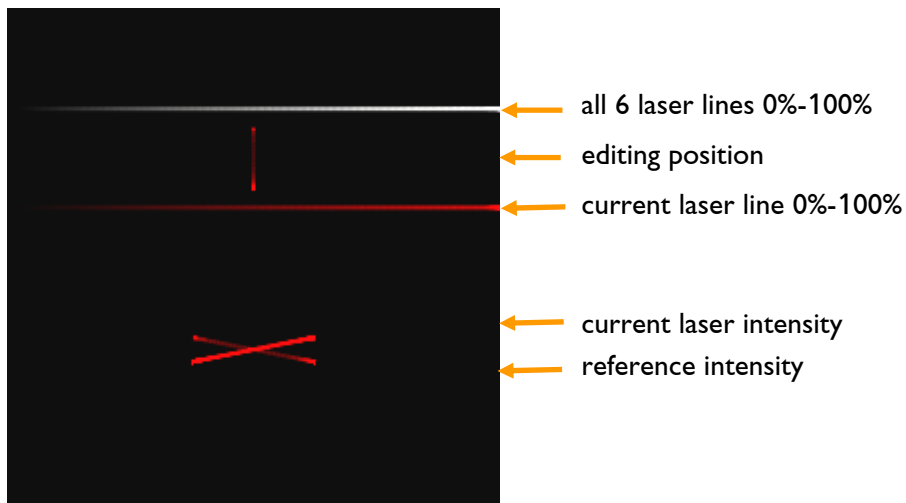 all 6 laser lines 0%-100%
editing position
current laser line 0%-100%
current laser intensity
reference intensity